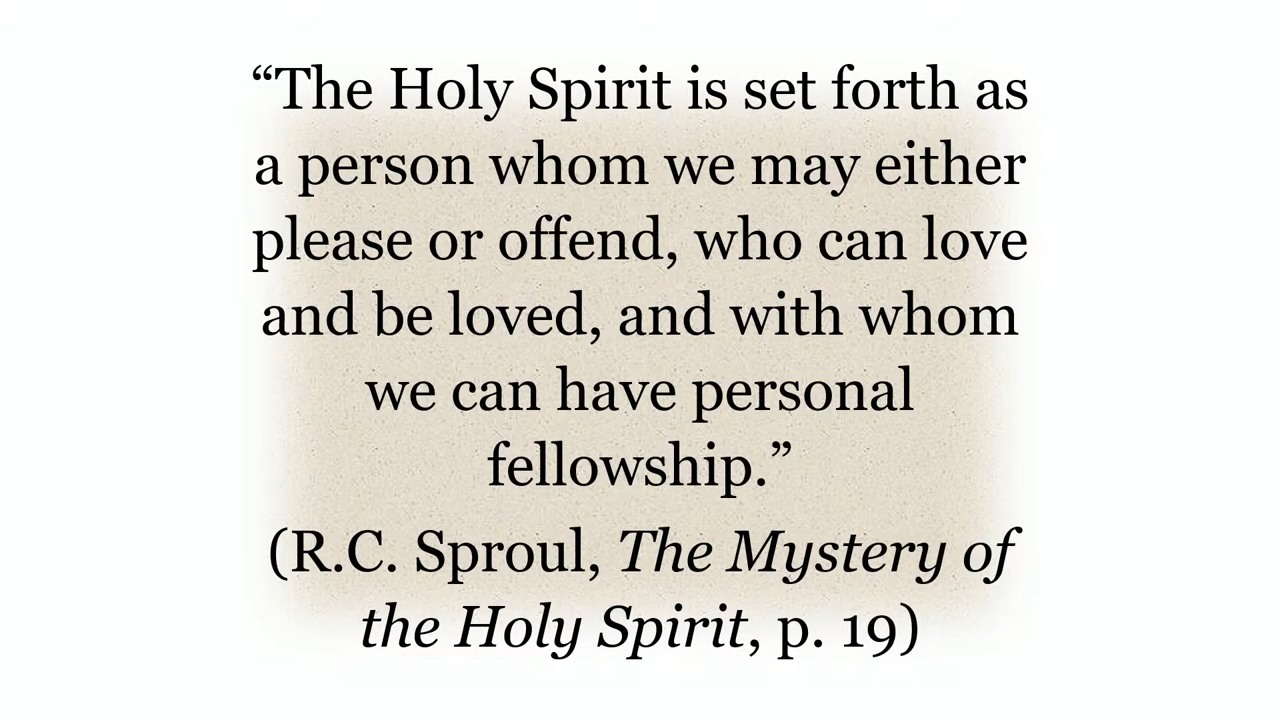 “The Holy Spirit is set forth as
a person whom we may either
please or offend, who can love
and be loved, and with whom
we can have personal
fellowship.”
(R.C. Sproul, The Mystery of
the Holy Spirit, p. 19)